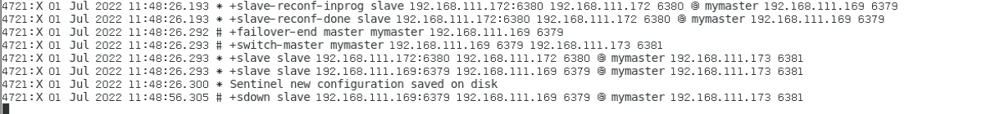 4721:X 01 Jul 2022 11:48:26.193 * +slave-reconf-inprog slave 192.168.111.172:6380 192.168.111.172 6380 @ mymaster 192.168.111.169 6379
4721:X 01 Jul 2022 11:48:26.193 * +slave-reconf-done slave 192.168.111.172:6380 192.168.111.172 6380 @ mymaster 192.168.111.169 6379
4721:X 01 Jul 2022 11:48:26.292 # +failover-end master mymaster 192.168.111.169 6379
4721:X 01 Jul 2022 11:48:26.293 # +switch-master mymaster 192.168.111.169 6379 192.168.111.173 6381
4721:X 01 Jul 2022 11:48:26.293 * +slave slave 192.168.111.172:6380 192.168.111.172 6380 @ mymaster 192.168.111.173 6381
4721:X 01 Jul 2022 11:48:26.293 * +slave slave 192.168.111.169:6379 192.168.111.169 6379 @ mymaster 192.168.111.173 6381
4721:X 01 Jul 2022 11:48:26.300 * Sentinel new configuration saved on disk
4721:X 01 Jul 2022 11:48:56.305 # +sdown slave 192.168.111.169:6379 192.168.111.169 6379 @ mymaster 192.168.111.173 6381